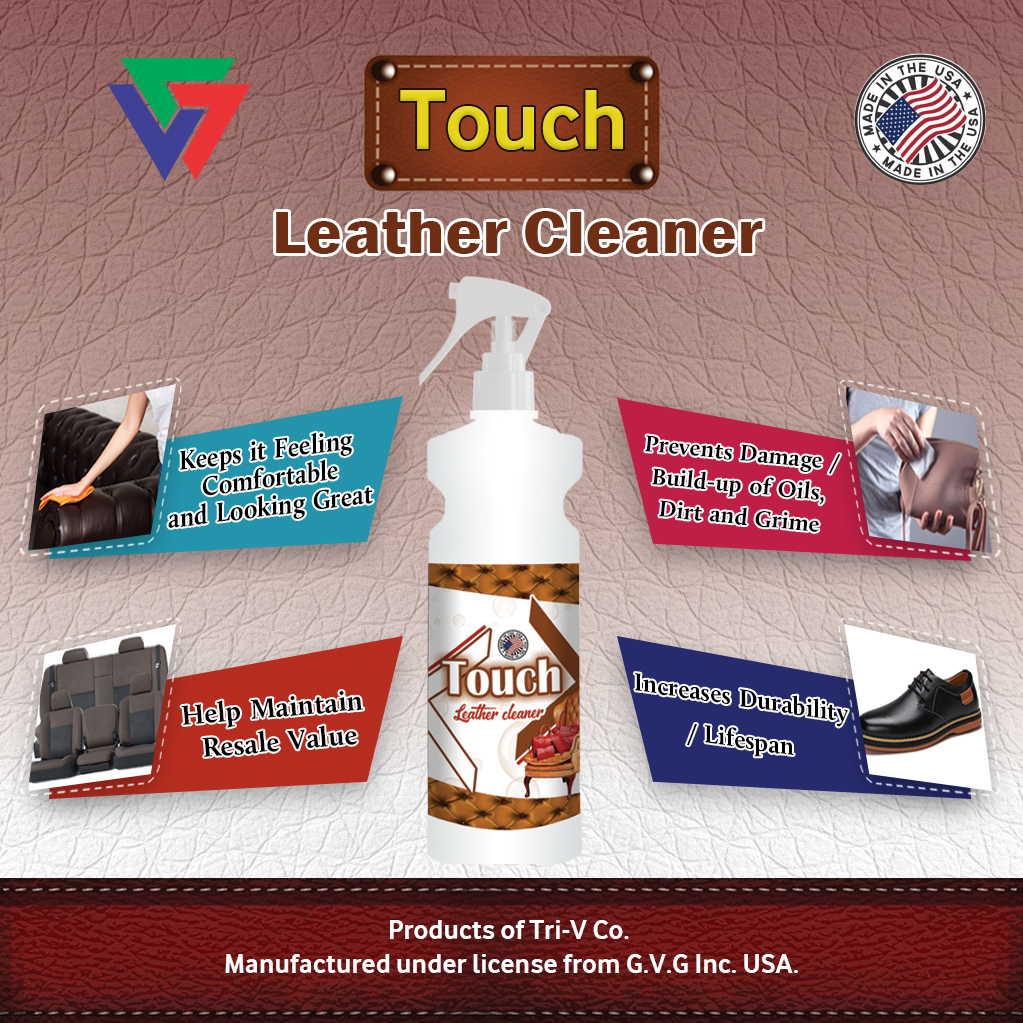 Touch
MADE IN THE USA
MADE IN THE USA
Leather Cleaner
Keeps it Feeling
Comfortable
and Looking Great
Prevents Damage /
Build-up of Oils,
Dirt and Grime
Help Maintain
Resale Value
Increases Durability
/ Lifespan
Touch
Leather cleaner
Products of Tri-V Co.
Manufactured under license from G.V.G Inc. USA.